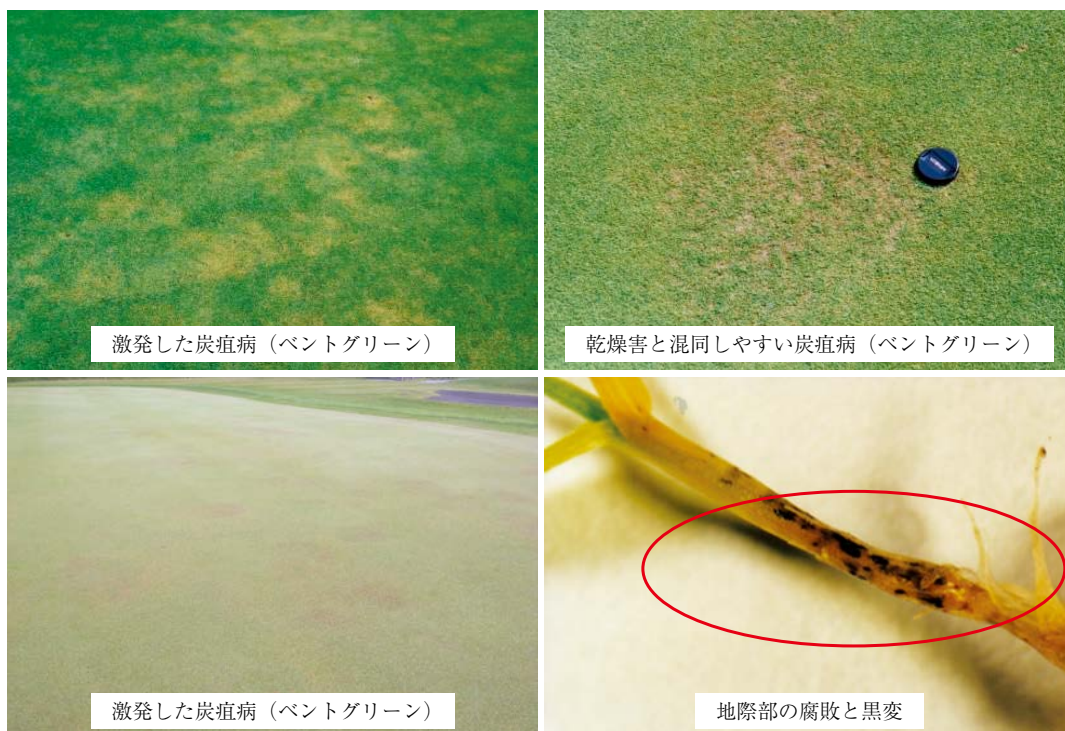 激発した炭疽病（ベントグリーン）
乾燥害と混同しやすい炭疽病（ベントグリーン）
激発した炭疽病（ベントグリーン）
地際部の腐敗と黒変